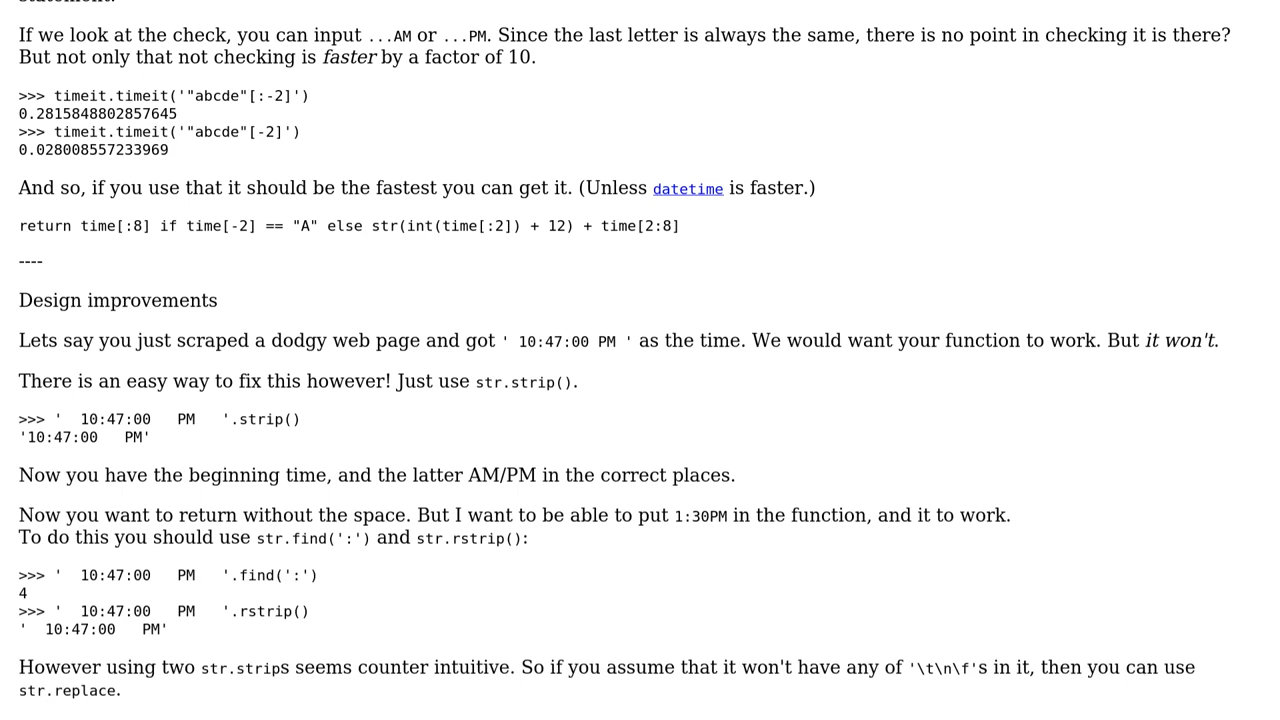 If we look at the check, you can input ...AM or ...PM. Since the last letter is always the same, there is no point in checking it is there?
But not only that not checking is faster by a factor of 10.
>>> timeit.timeit('"abcde"[:-2]')
0.2815848802857645
>>> timeit.timeit('"abcde"[-2]')
0.028008557233969
And so, if you use that it should be the fastest you can get it. (Unless datetime is faster.)
return time[:8] if time[-2] == "A" else str(int(time[:2]) + 12) + time[2:8]
----
Design improvements
Lets say you just scraped a dodgy web page and got ' 10:47:00 PM ' as the time. We would want your function to work. But it won't.
There is an easy way to fix this however! Just use str.strip().
>>> '  10:47:00   PM   '.strip()
'10:47:00   PM'
Now you have the beginning time, and the latter AM/PM in the correct places.
Now you want to return without the space. But I want to be able to put 1:30PM in the function, and it to work.
To do this you should use str.find(':') and str.rstrip():
>>> '  10:47:00   PM   '.find(':')
4
>>> '  10:47:00   PM   '.rstrip()
'  10:47:00   PM'
However using two str.strips seems counter intuitive. So if you assume that it won't have any of '\t\n\f's in it, then you can use
str.replace.